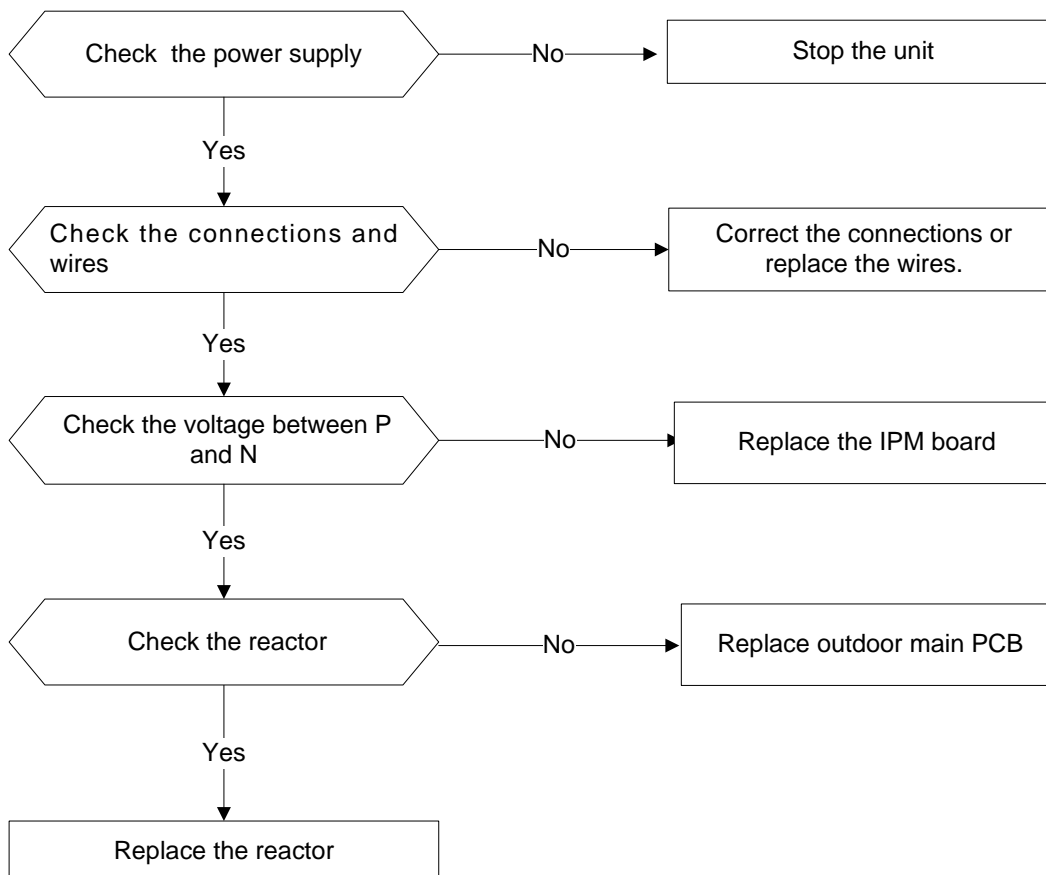 Check the power supply
No
Stop the unit
Yes
Check the connections and
wires
No
Correct the connections or
replace the wires.
Yes
Check the voltage between P
and N
No
Replace the IPM board
Yes
Check the reactor
No
Replace outdoor main PCB
Yes
Replace the reactor